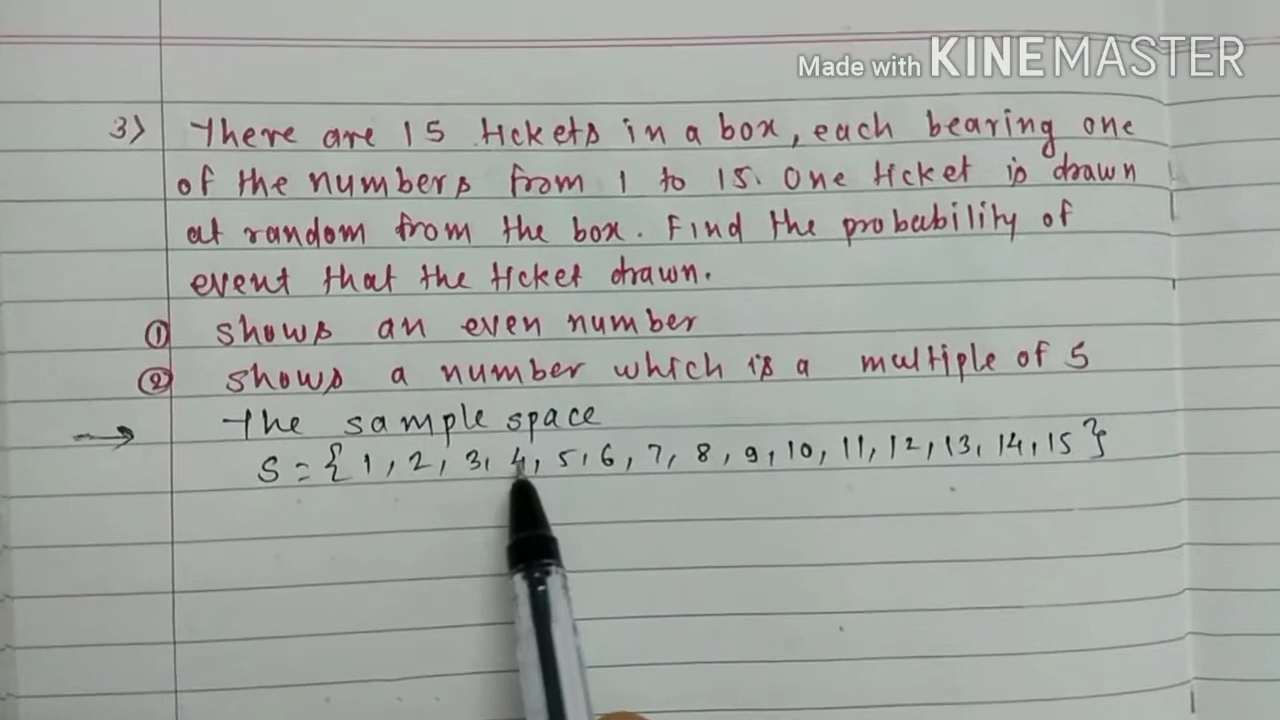 Made with KINEMASTER
3) There are 15 tickets in a box, each bearing one
of the numbers from 1 to 15. One ticket is drawn
at random from the box. Find the probability of
event that the ticket drawn.
① shows an even number
② shows a number which is a multiple of 5
→ The sample space
S = { 1, 2, 3, 4, 5, 6, 7, 8, 9, 10, 11, 12, 13, 14, 15 }